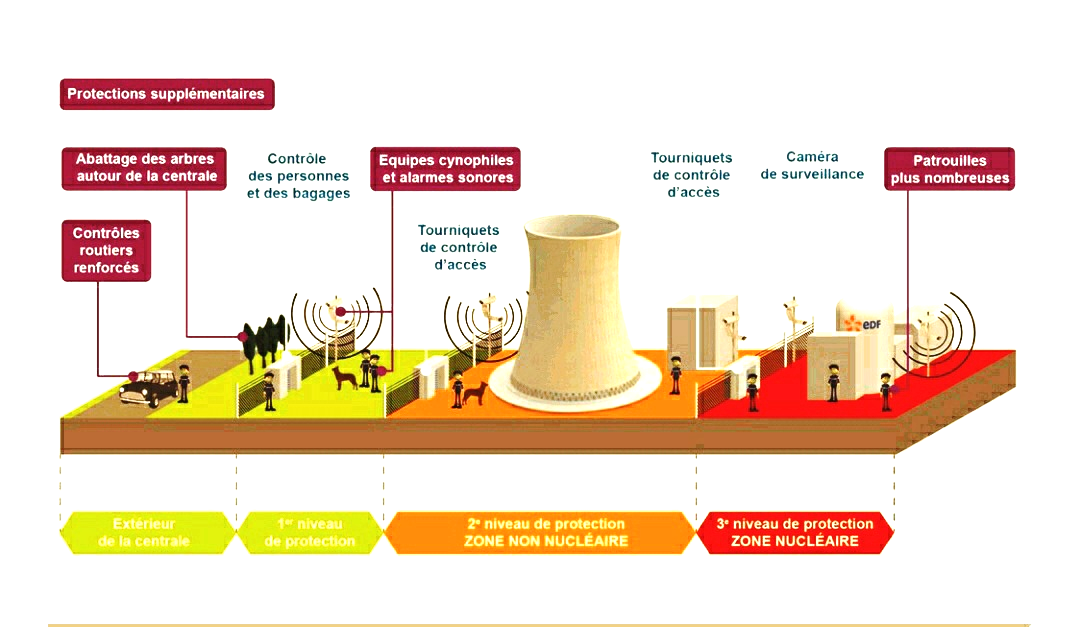 Protections supplémentaires
Abattage des arbres
autour de la centrale
Contrôle
des personnes
et des bagages
Equipes cynophiles
et alarmes sonores
Tourniquets
de contrôle
d’accès
Caméra
de surveillance
Patrouilles
plus nombreuses
Contrôles
routiers
renforcés
Tourniquets
de contrôle
d’accès
eDF
Extérieur
de la centrale
1er niveau
de protection
2e niveau de protection
ZONE NON NUCLÉAIRE
3e niveau de protection
ZONE NUCLÉAIRE